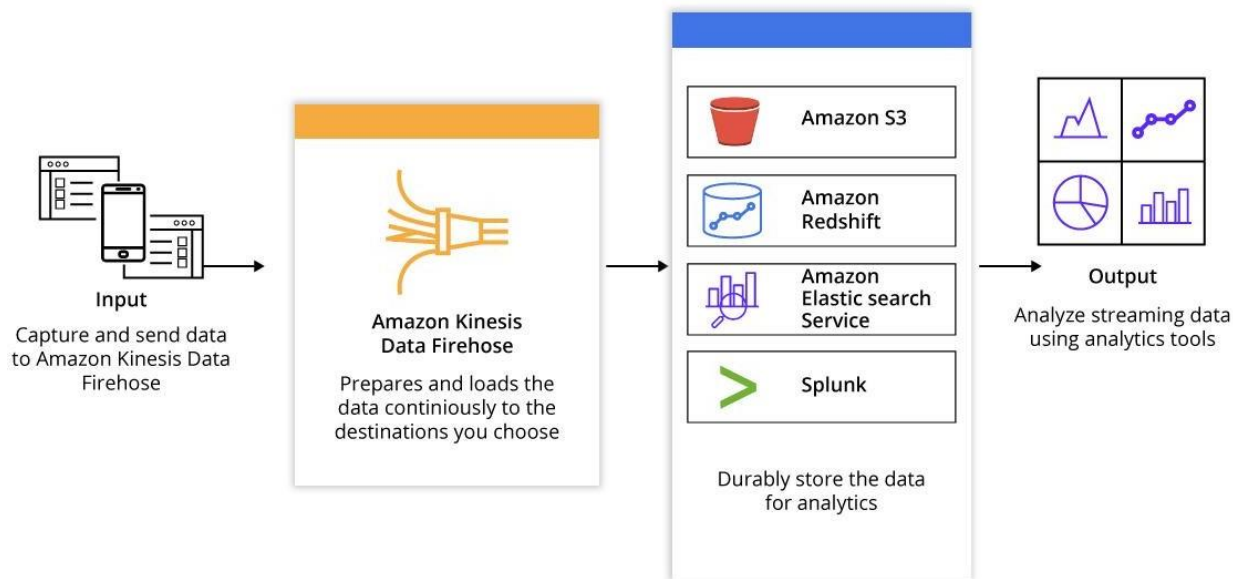 Input
Capture and send data
to Amazon Kinesis Data
Firehose
Amazon Kinesis
Data Firehose
Prepares and loads the
data continiously to the
destinations you choose
Amazon S3
Amazon
Redshift
Amazon
Elastic search
Service
Splunk
Durably store the data
for analytics
Output
Analyze streaming data
using analytics tools